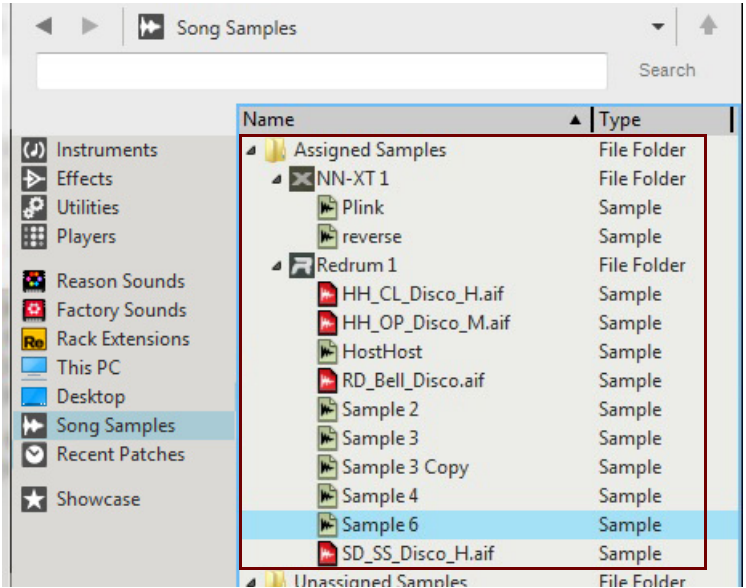 Song Samples
Search
Name Type
Instruments
Effects
Utilities
Players
Reason Sounds
Factory Sounds
Re Rack Extensions
This PC
Desktop
Song Samples
Recent Patches
Showcase
Assigned Samples File Folder
NN-XT 1 File Folder
Plink Sample
reverse Sample
Redrum 1 File Folder
HH_CL_Disco_H.aif Sample
HH_OP_Disco_M.aif Sample
HostHost Sample
RD_Bell_Disco.aif Sample
Sample 2 Sample
Sample 3 Sample
Sample 3 Copy Sample
Sample 4 Sample
Sample 6 Sample
SD_SS_Disco_H.aif Sample
Unassigned Samples File Folder